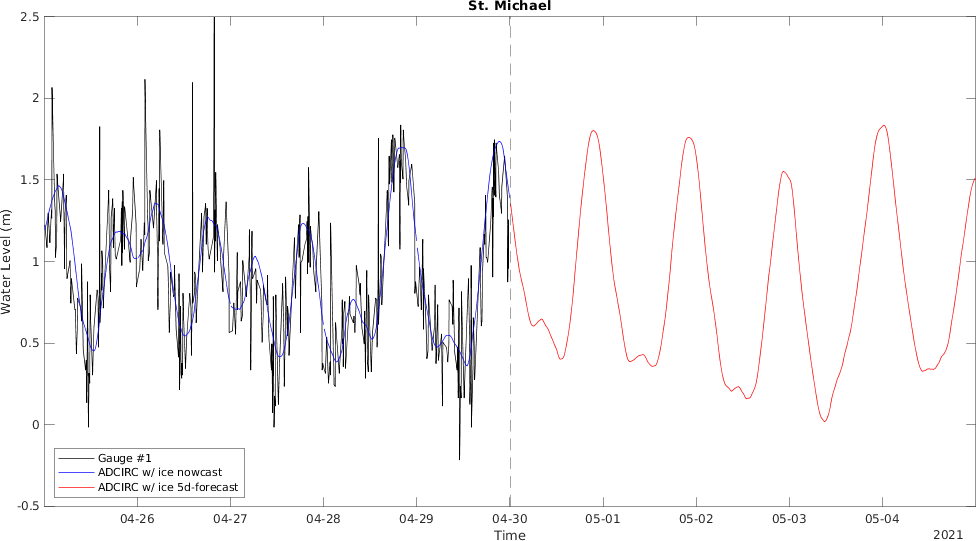 St. Michael
2.5
2
1.5
1
0.5
0
-0.5
Water Level (m)
Gauge #1
ADCIRC w/ ice nowcast
ADCIRC w/ ice 5d-forecast
04-26 04-27 04-28 04-29 04-30 05-01 05-02 05-03 05-04
Time
2021